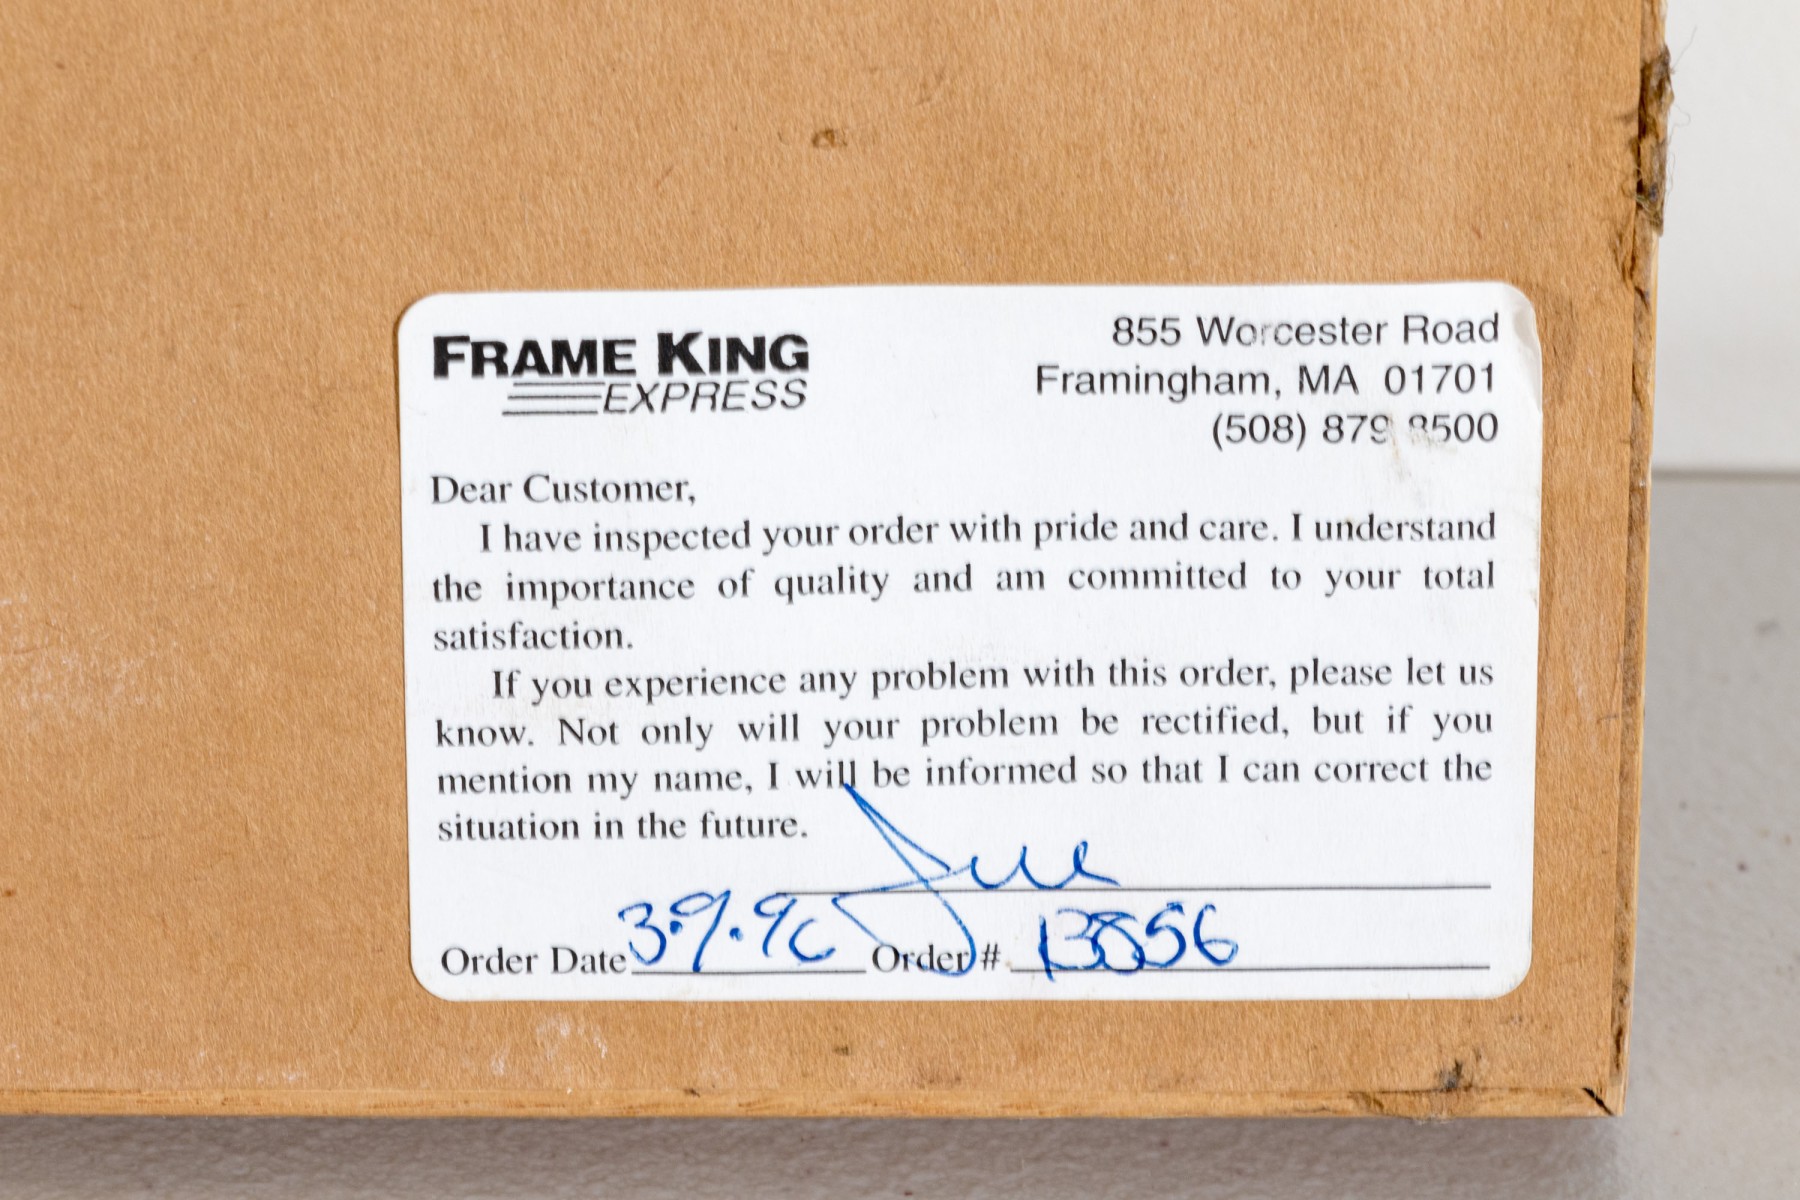 FRAME KING
EXPRESS
855 Worcester Road
Framingham, MA 01701
(508) 879 8500
Dear Customer,
I have inspected your order with pride and care. I understand
the importance of quality and am committed to your total
satisfaction.
If you experience any problem with this order, please let us
know. Not only will your problem be rectified, but if you
mention my name, I will be informed so that I can correct the
situation in the future.
Order Date 3.9.96 Order # 13856